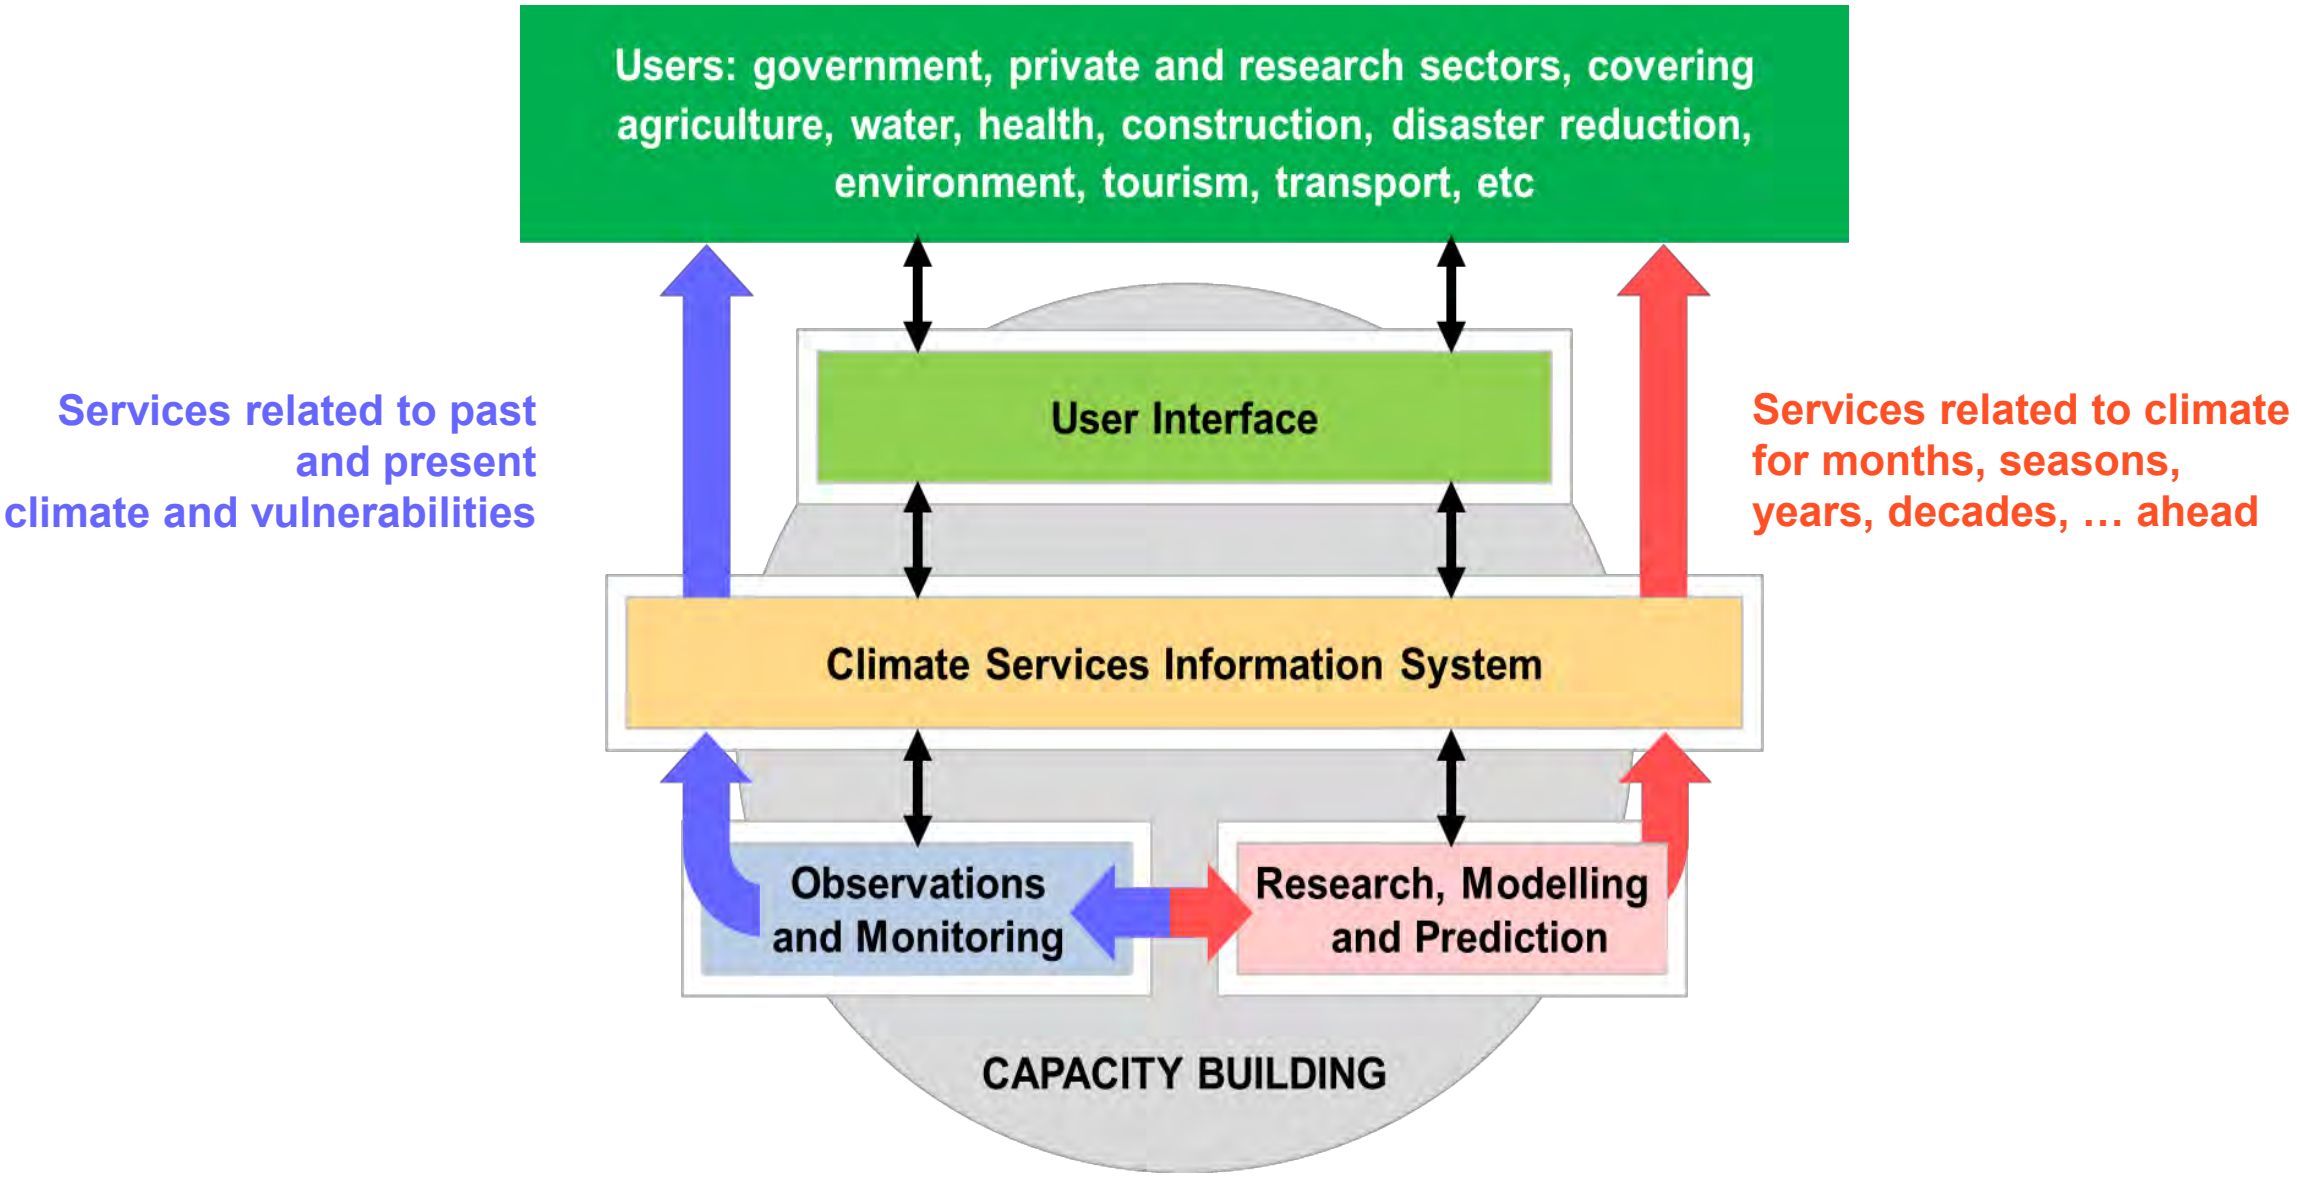 Users: government, private and research sectors, covering
agriculture, water, health, construction, disaster reduction,
environment, tourism, transport, etc
Services related to past
and present
climate and vulnerabilities
User Interface
Services related to climate
for months, seasons,
years, decades, … ahead
Climate Services Information System
Observations
and Monitoring
Research, Modelling
and Prediction
CAPACITY BUILDING